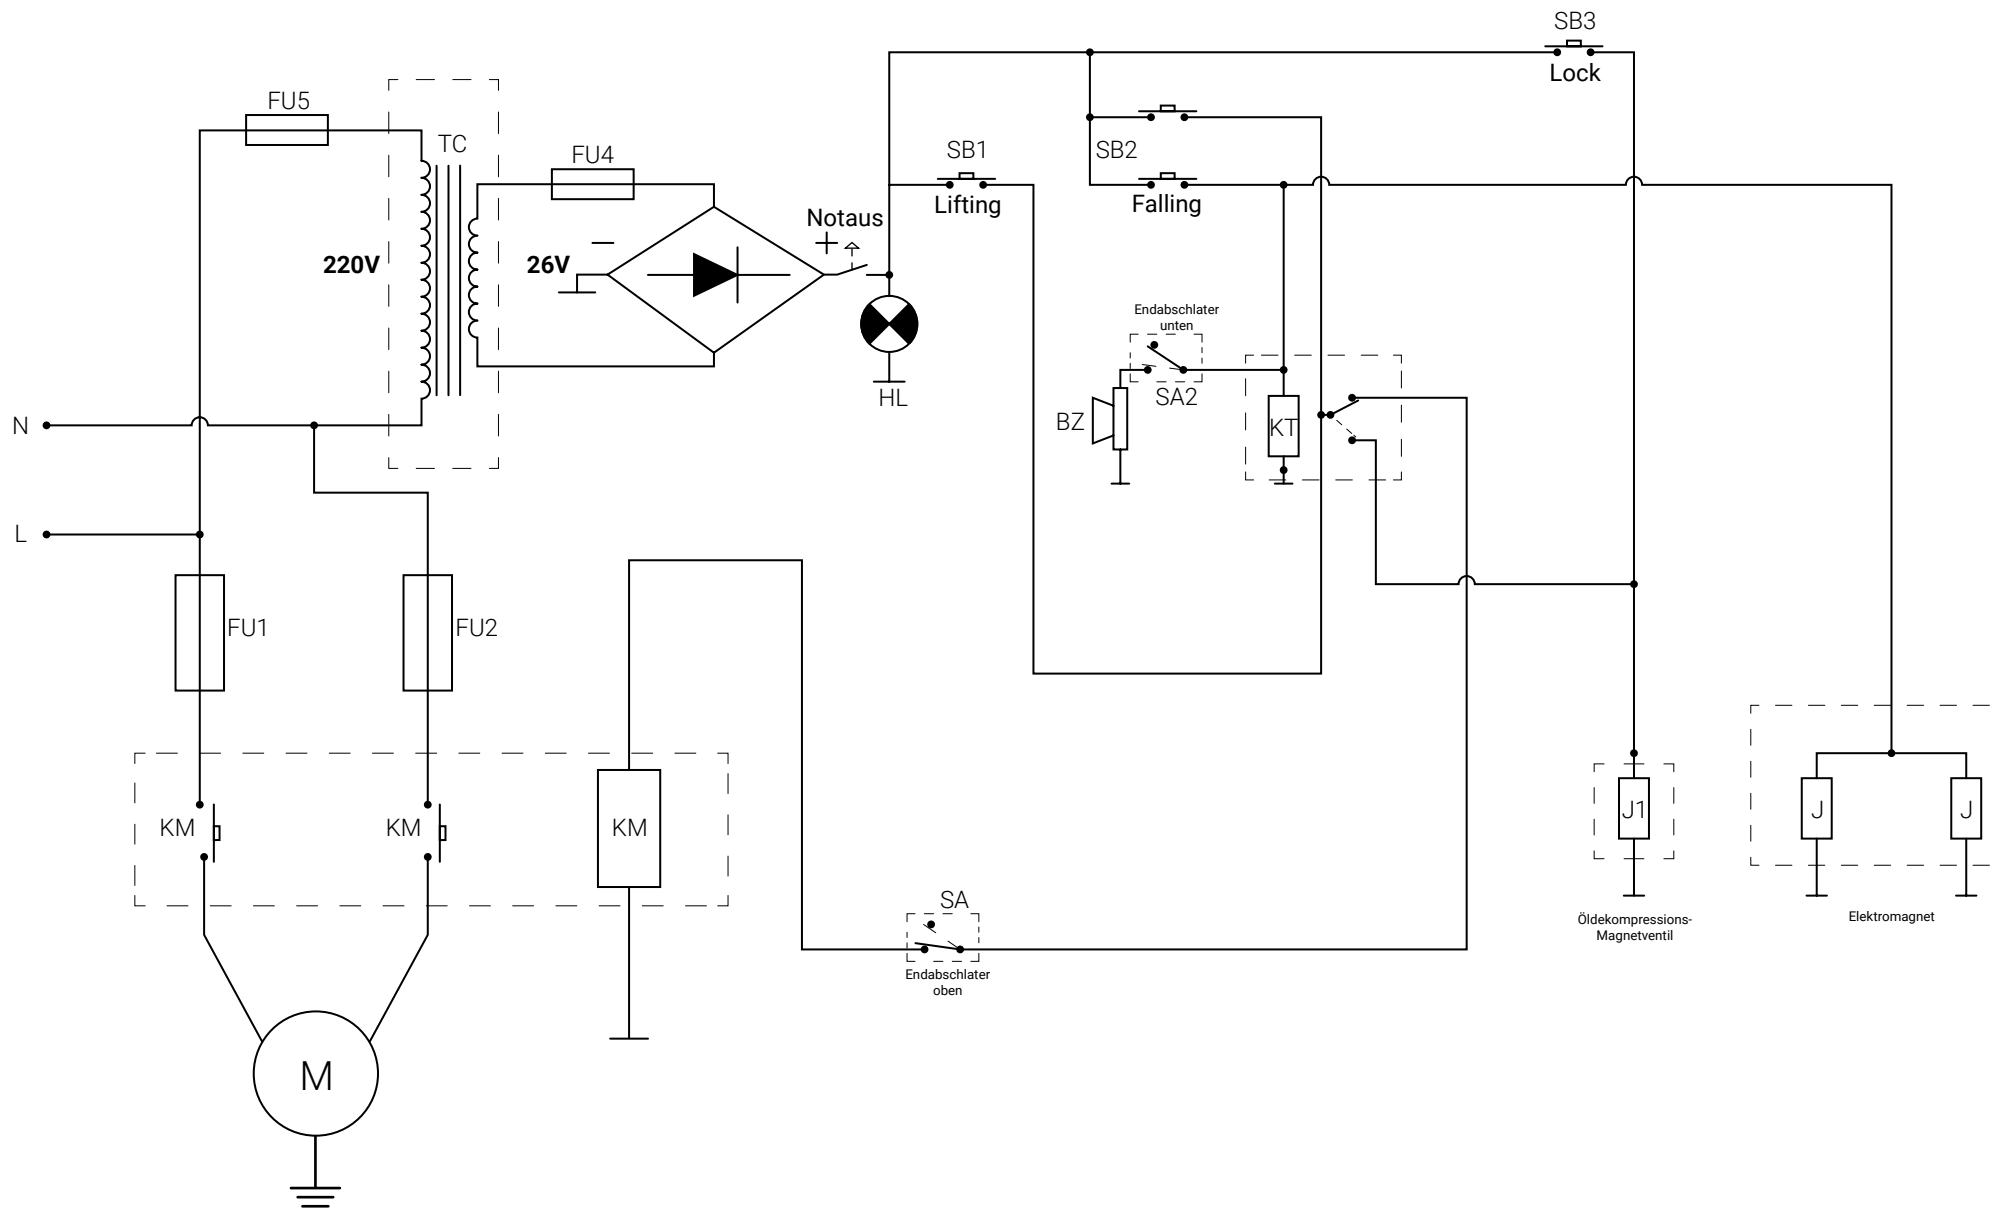 SB3
Lock
FU5
TC
FU4
SB1
SB2
Lifting
Falling
Notaus
+
−
220V
26V
Endabschlater
unten
SA2
HL
BZ
KT
N
L
FU1
FU2
KM
KM
KM
J1
J
J
SA
Endabschlater
oben
Öldekompressions-
Magnetventil
Elektromagnet
M